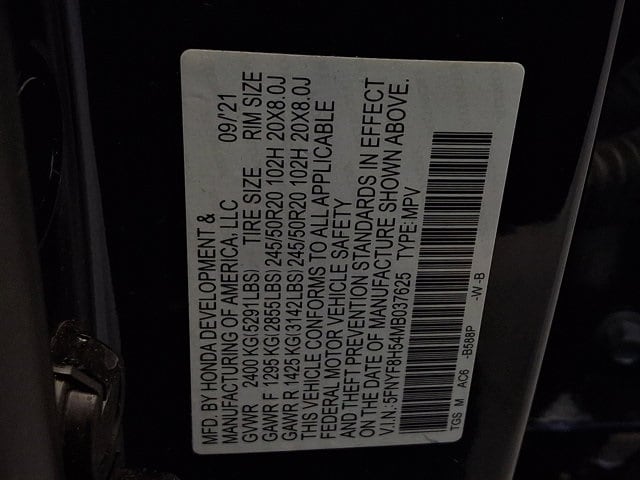 MFD. BY HONDA DEVELOPMENT &
MANUFACTURING OF AMERICA, LLC 09/'21
GVWR 2400 KG(5291LBS) TIRE SIZE RIM SIZE
GAWR F 1295 KG(2855LBS) 245/50R20 102H 20X8.0J
GAWR R 1425 KG(3142LBS) 245/50R20 102H 20X8.0J
THIS VEHICLE CONFORMS TO ALL APPLICABLE
FEDERAL MOTOR VEHICLE SAFETY
AND THEFT PREVENTION STANDARDS IN EFFECT
ON THE DATE OF MANUFACTURE SHOWN ABOVE.
V.I.N. 5FNYF8H54MB037625 TYPE:MPV
TGS M AC6 -B588P -W -B